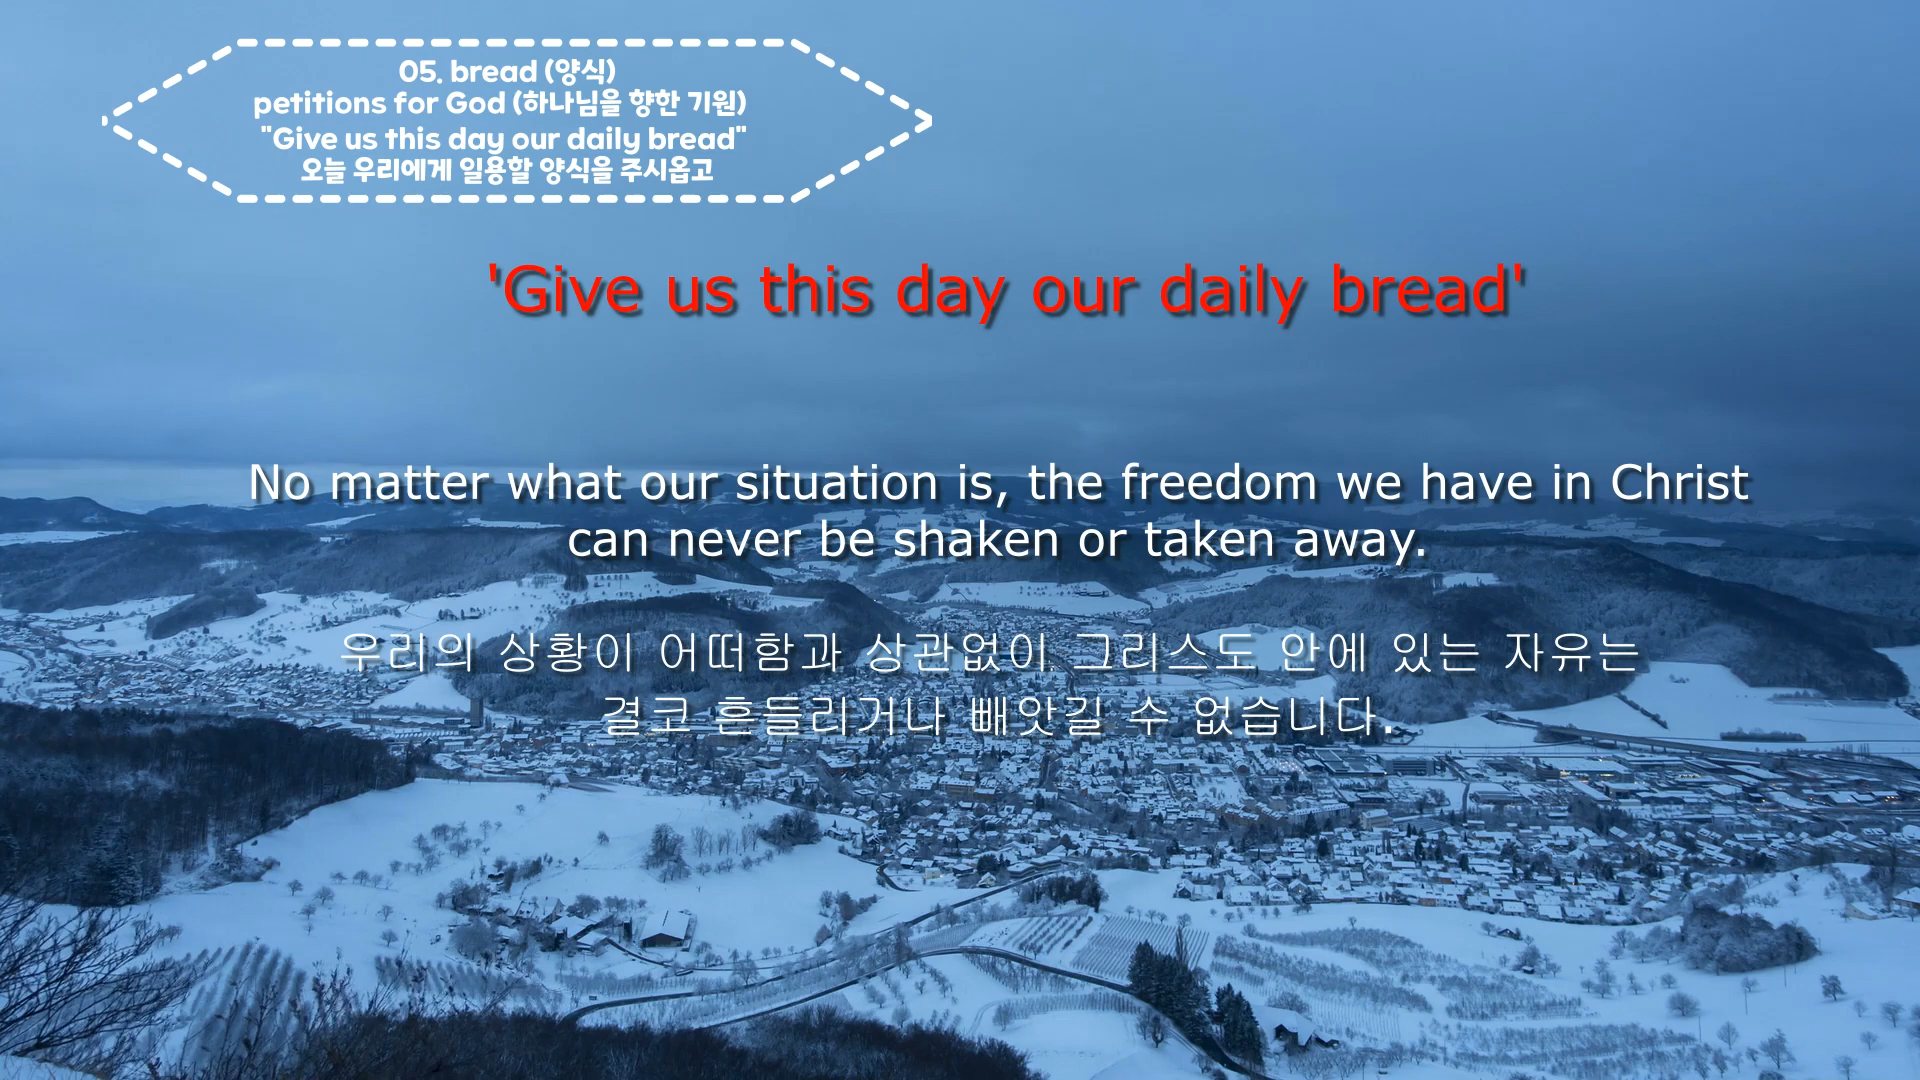 05. bread (양식)
petitions for God (하나님을 향한 기원)
"Give us this day our daily bread"
오늘 우리에게 일용할 양식을 주시옵고
'Give us this day our daily bread'
No matter what our situation is, the freedom we have in Christ
can never be shaken or taken away.
우리의 상황이 어떠함과 상관없이 그리스도 안에 있는 자유는
결코 흔들리거나 빼앗길 수 없습니다.